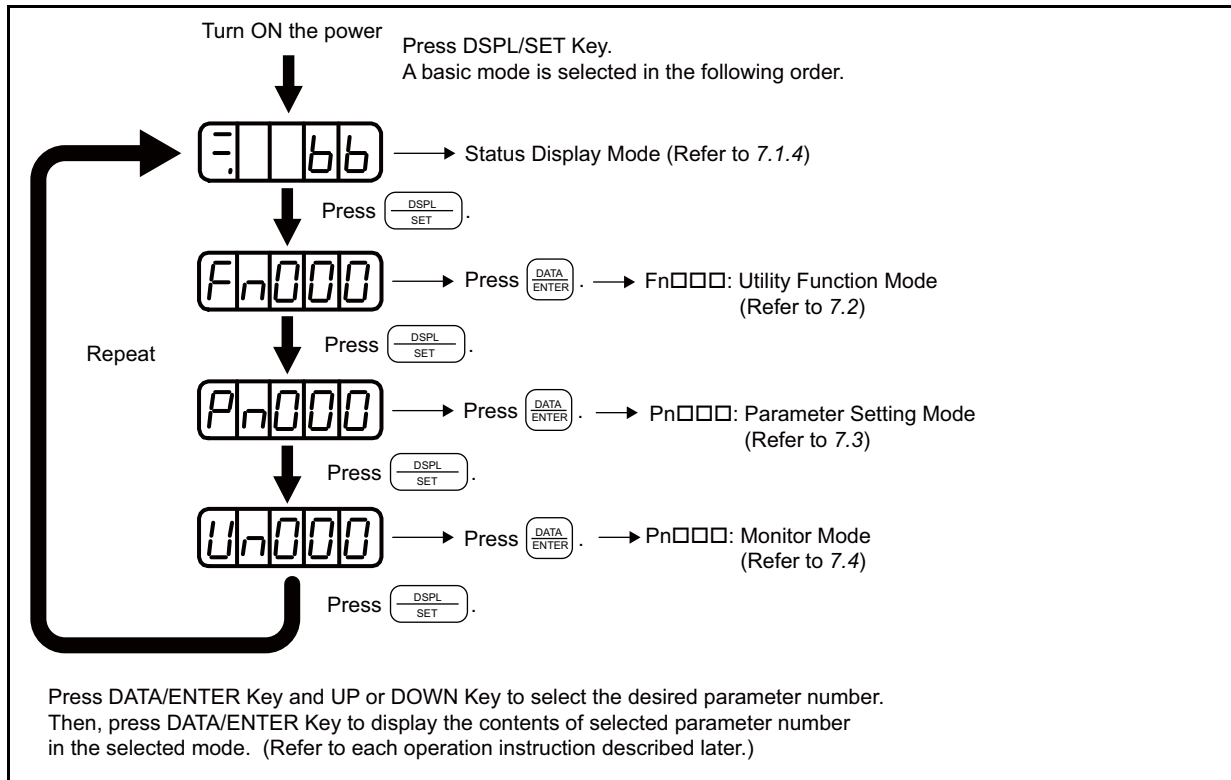 Turn ON the power
Press DSPL/SET Key.
A basic mode is selected in the following order.
bb
Status Display Mode (Refer to 7.1.4)
Press DSPL/SET.
Fn000
Press DATA/ENTER.
Fn□□□: Utility Function Mode
(Refer to 7.2)
Press DSPL/SET.
Repeat
Pn000
Press DATA/ENTER.
Pn□□□: Parameter Setting Mode
(Refer to 7.3)
Press DSPL/SET.
Un000
Press DATA/ENTER.
Pn□□□: Monitor Mode
(Refer to 7.4)
Press DSPL/SET.
Press DATA/ENTER Key and UP or DOWN Key to select the desired parameter number.
Then, press DATA/ENTER Key to display the contents of selected parameter number
in the selected mode. (Refer to each operation instruction described later.)